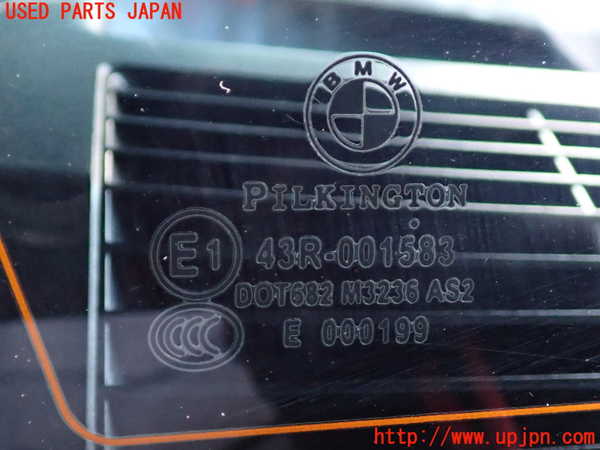 USED PARTS JAPAN
BMW
PILKINGTON
E1 43R-001583
DOT682 M3236 AS2
CCC E 000199
http://www.upjpn.com